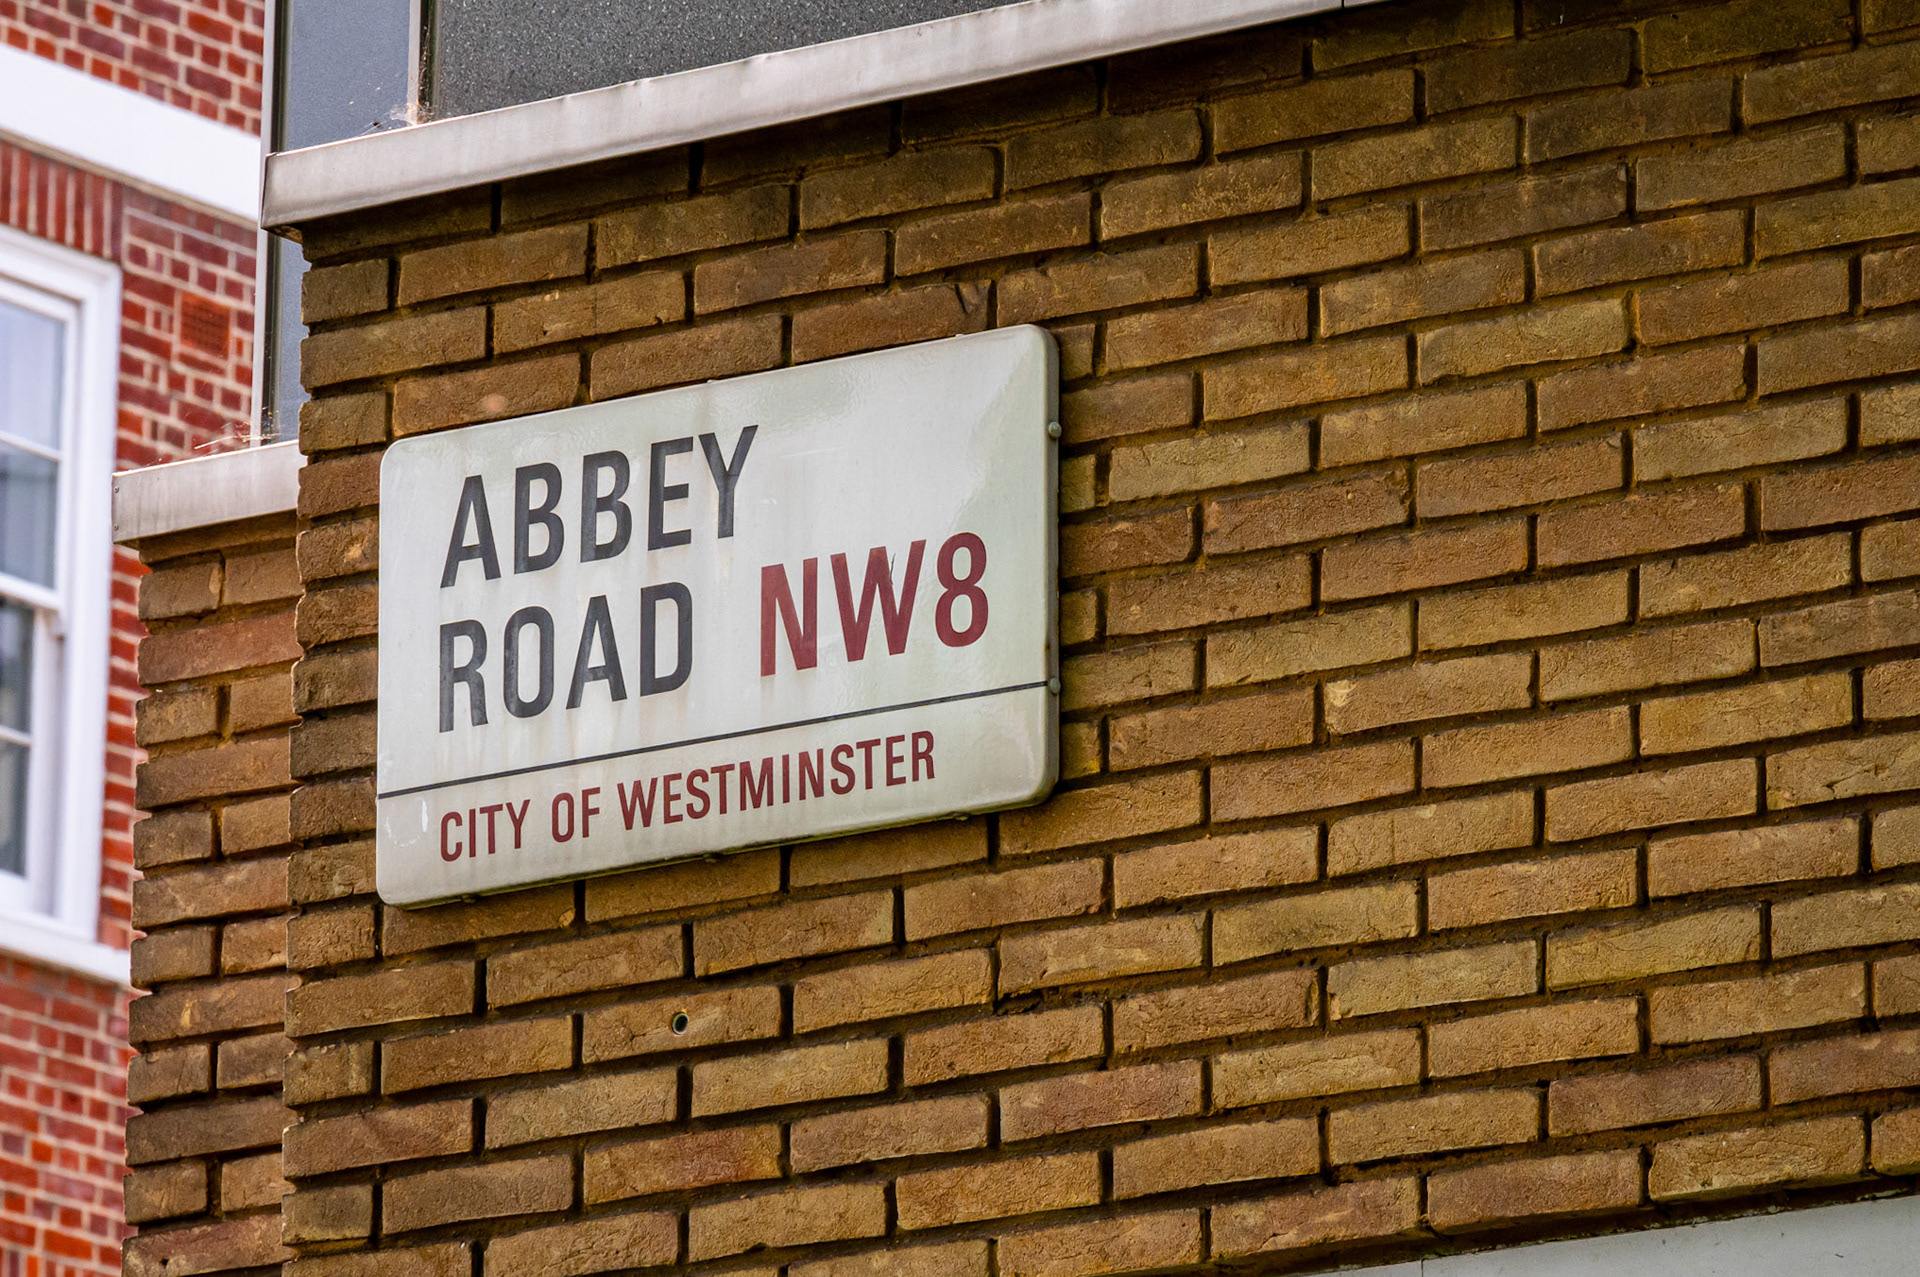 ABBEY
ROAD NW8
CITY OF WESTMINSTER